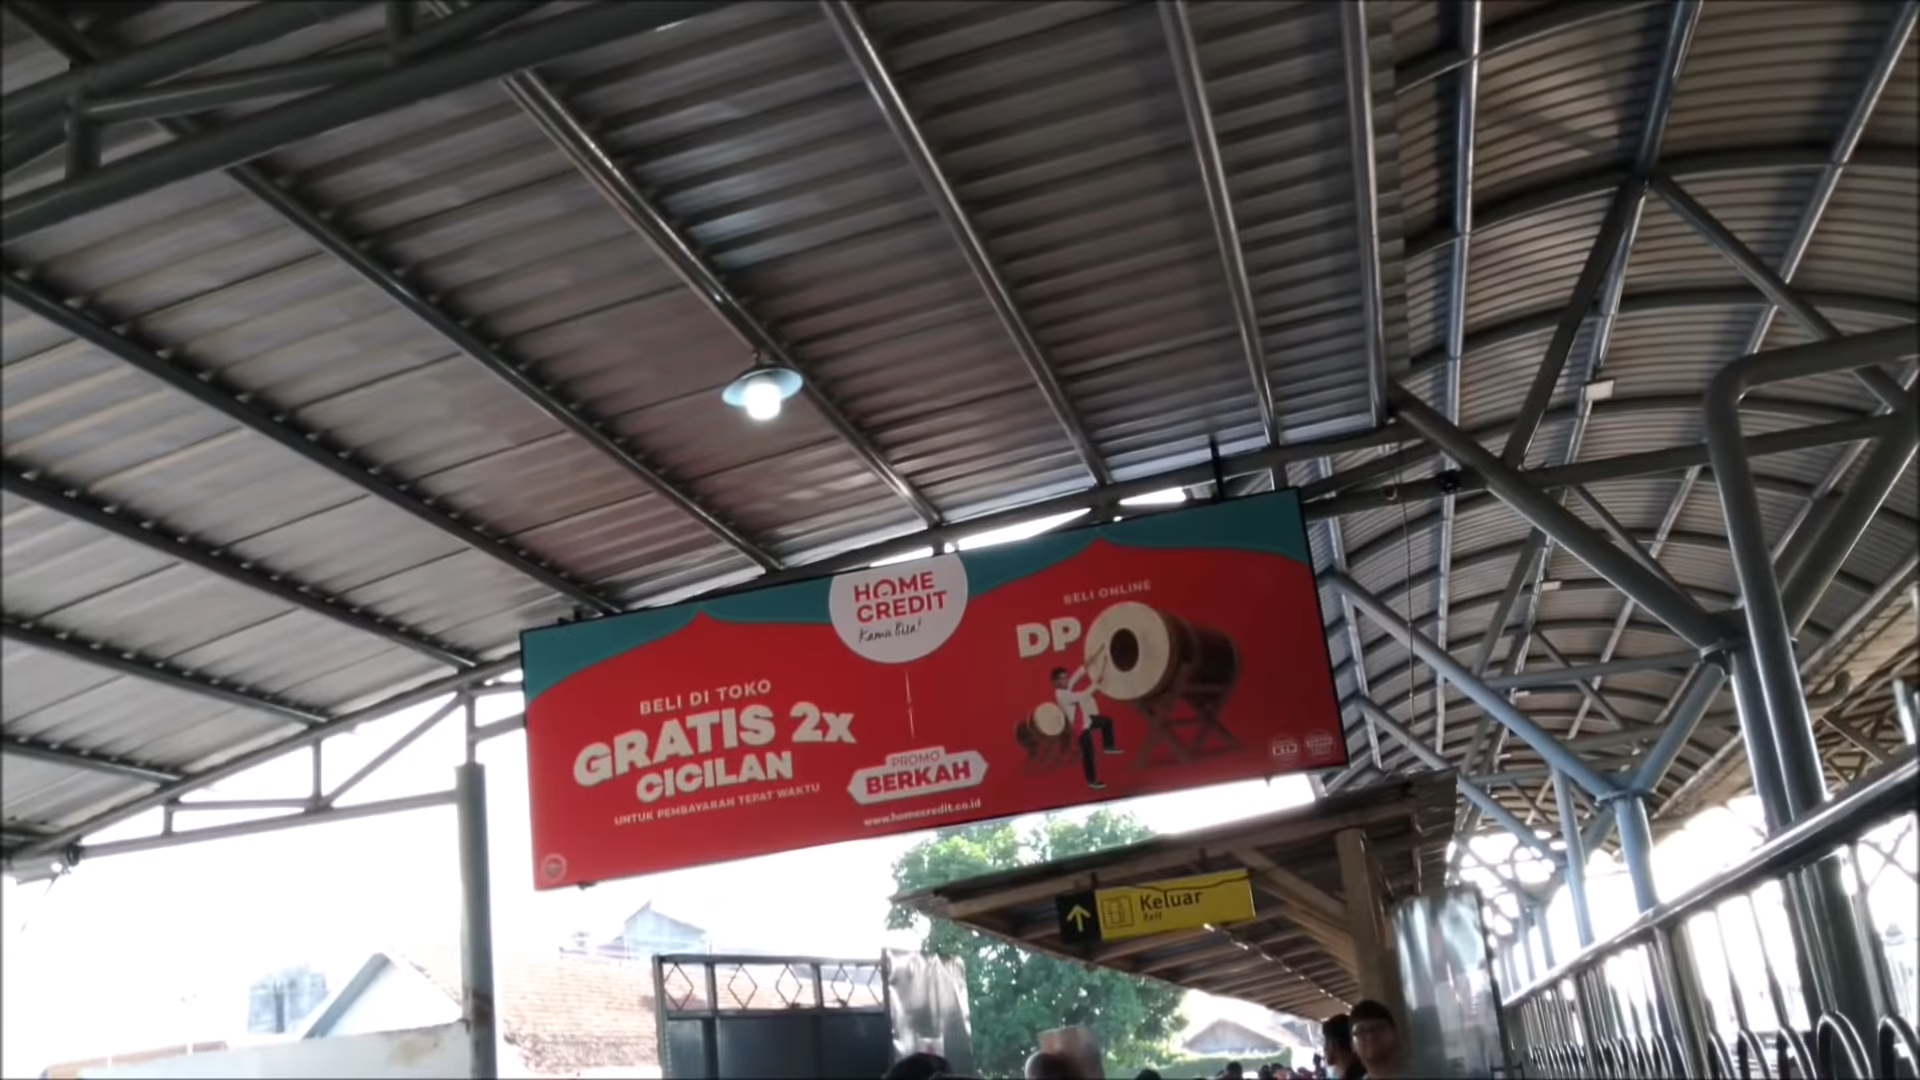 HOME
CREDIT
Kamu Bisa!
BELI DI TOKO
GRATIS 2x
CICILAN
UNTUK PEMBAYARAN TEPAT WAKTU
PROMO
BERKAH
www.homecredit.co.id
BELI ONLINE
DP
Keluar
Exit